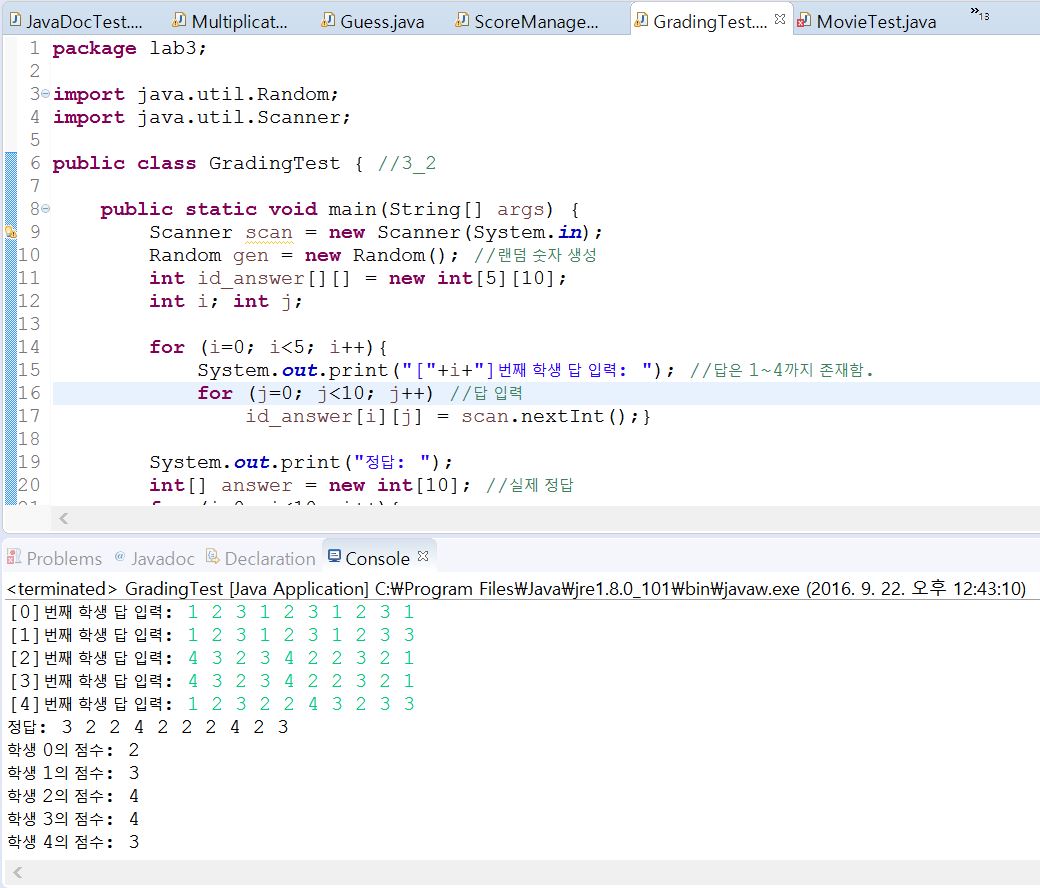 JavaDocTest.... Multiplicat... Guess.java ScoreManage... GradingTest.... MovieTest.java »13
1 package lab3;
2
3 import java.util.Random;
4 import java.util.Scanner;
5
6 public class GradingTest { //3_2
7
8 public static void main(String[] args) {
9 Scanner scan = new Scanner(System.in);
10 Random gen = new Random(); //랜덤 숫자 생성
11 int id_answer[][] = new int[5][10];
12 int i; int j;
13
14 for (i=0; i<5; i++){
15 System.out.print("["+i+"]번째 학생 답 입력: "); //답은 1~4까지 존재함.
16 for (j=0; j<10; j++) //답 입력
17 id_answer[i][j] = scan.nextInt();}
18
19 System.out.print("정답: ");
20 int[] answer = new int[10]; //실제 정답
Problems @ Javadoc Declaration Console
<terminated> GradingTest [Java Application] C:₩Program Files₩Java₩jre1.8.0_101₩bin₩javaw.exe (2016. 9. 22. 오후 12:43:10)
[0]번째 학생 답 입력: 1 2 3 1 2 3 1 2 3 1
[1]번째 학생 답 입력: 1 2 3 1 2 3 1 2 3 3
[2]번째 학생 답 입력: 4 3 2 3 4 2 2 3 2 1
[3]번째 학생 답 입력: 4 3 2 3 4 2 2 3 2 1
[4]번째 학생 답 입력: 1 2 3 2 2 4 3 2 3 3
정답: 3 2 2 4 2 2 2 4 2 3
학생 0의 점수: 2
학생 1의 점수: 3
학생 2의 점수: 4
학생 3의 점수: 4
학생 4의 점수: 3